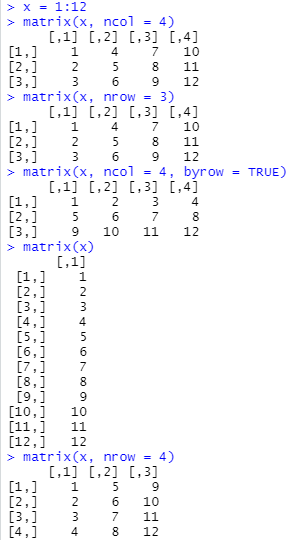 > x = 1:12
> matrix(x, ncol = 4)
     [,1] [,2] [,3] [,4]
[1,]    1    4    7   10
[2,]    2    5    8   11
[3,]    3    6    9   12
> matrix(x, nrow = 3)
     [,1] [,2] [,3] [,4]
[1,]    1    4    7   10
[2,]    2    5    8   11
[3,]    3    6    9   12
> matrix(x, ncol = 4, byrow = TRUE)
     [,1] [,2] [,3] [,4]
[1,]    1    2    3    4
[2,]    5    6    7    8
[3,]    9   10   11   12
> matrix(x)
      [,1]
 [1,]    1
 [2,]    2
 [3,]    3
 [4,]    4
 [5,]    5
 [6,]    6
 [7,]    7
 [8,]    8
 [9,]    9
[10,]   10
[11,]   11
[12,]   12
> matrix(x, nrow = 4)
     [,1] [,2] [,3]
[1,]    1    5    9
[2,]    2    6   10
[3,]    3    7   11
[4,]    4    8   12